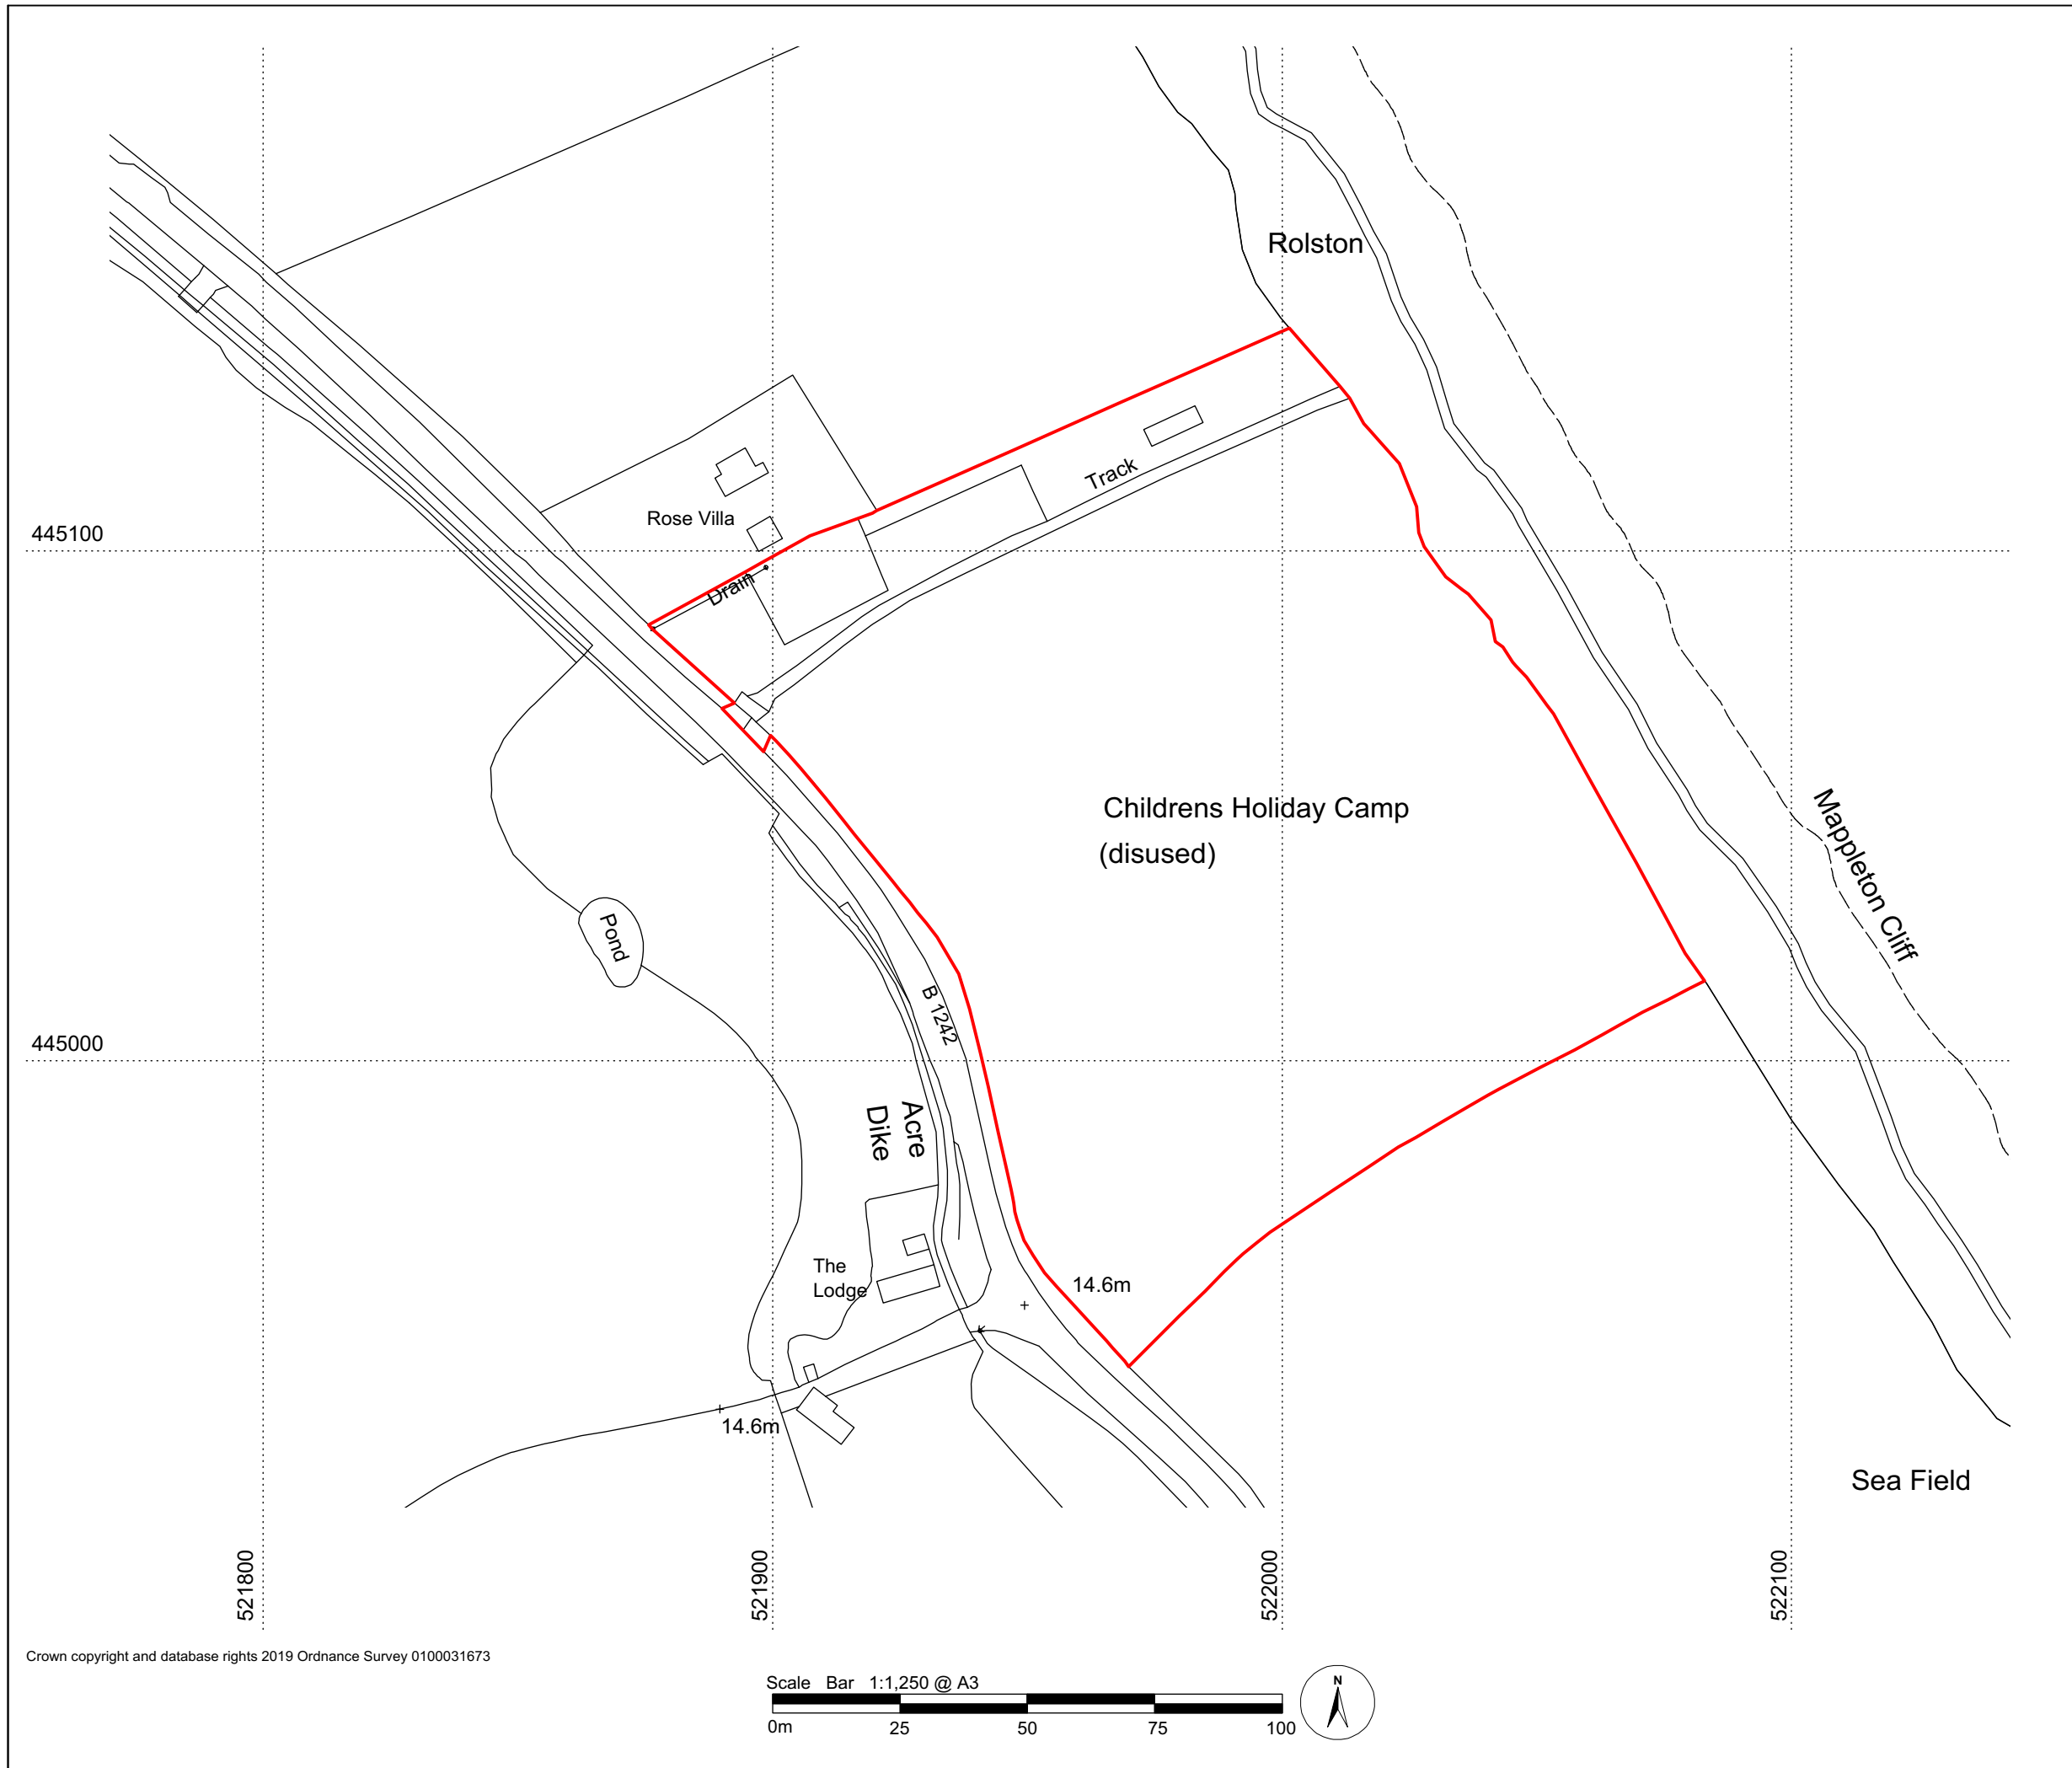 Rolston
Track
Rose Villa
445100
Drain
Childrens Holiday Camp
(disused)
Mappleton Cliff
Pond
B 1242
445000
Acre
Dike
The
Lodge
14.6m
14.6m
Sea Field
521800
521900
522000
522100
Crown copyright and database rights 2019 Ordnance Survey 0100031673
Scale Bar 1:1,250 @ A3
N
0m 25 50 75 100